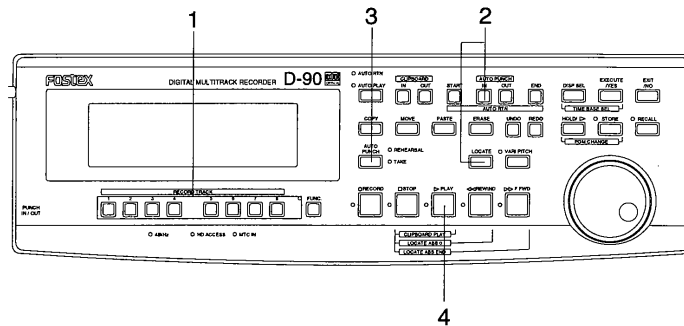 1
3
2
FOSTEX
DIGITAL MULTITRACK RECORDER D-90
AUTO RTN
AUTO PLAY
CLIPBOARD
IN OUT
AUTO PUNCH
START IN OUT END
AUTO RTN
DISP SEL
EXECUTE /YES
EXIT /NO
TIME BASE SEL
COPY MOVE PASTE ERASE UNDO REDO
HOLD/ ▷ STORE RECALL
PGM CHANGE
AUTO PUNCH
REHEARSAL
TAKE
LOCATE VARI PITCH
RECORD STOP ▷ PLAY REWIND F FWD
RECORD TRACK
1 2 3 4 5 6 7 8 FUNC.
PUNCH IN / OUT
48kHz HD ACCESS MTC IN
CLIPBOARD PLAY
LOCATE ABS 0
LOCATE ABS END
4